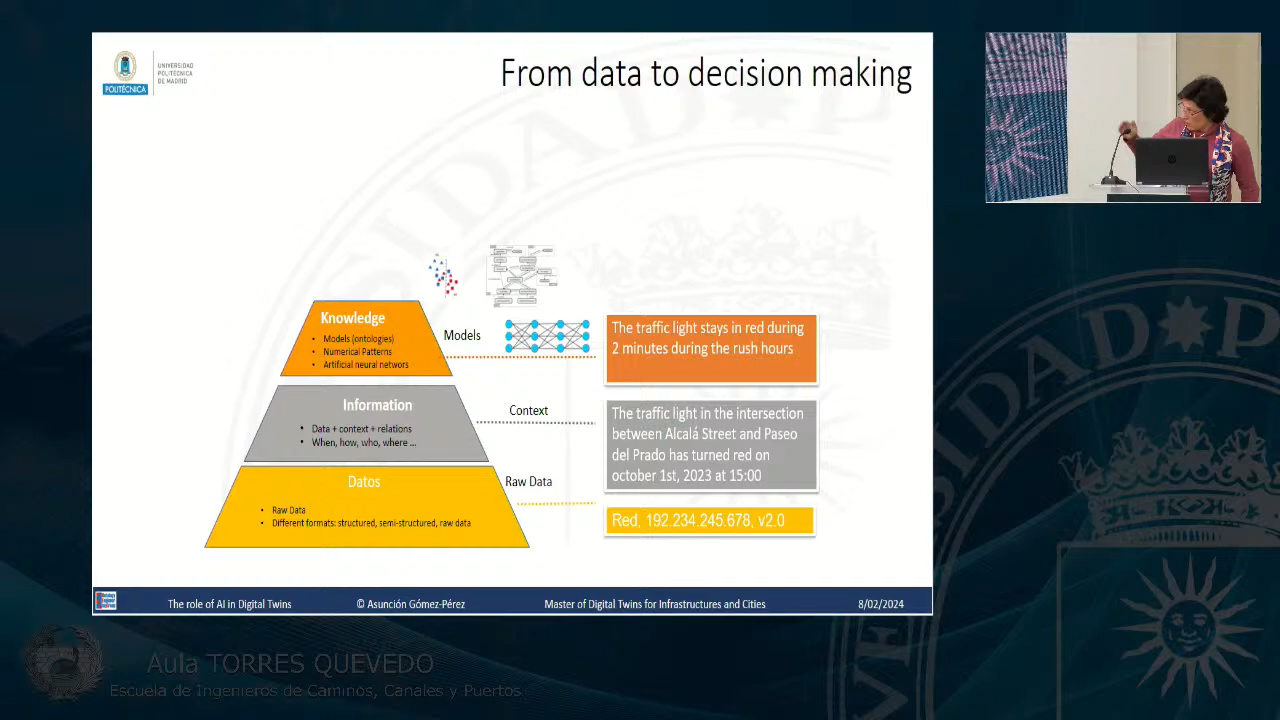 UNIVERSIDAD
POLITÉCNICA
DE MADRID
POLITÉCNICA
From data to decision making
Knowledge
• Models (ontologies)
• Numerical Patterns
• Artificial neural networs
Models
The traffic light stays in red during
2 minutes during the rush hours
Information
• Data + context + relations
• When, how, who, where ...
Context
The traffic light in the intersection
between Alcalá Street and Paseo
del Prado has turned red on
october 1st, 2023 at 15:00
Datos
• Raw Data
• Different formats: structured, semi-structured, raw data
Raw Data
Red, 192.234.245.678, v2.0
The role of AI in Digital Twins
© Asunción Gómez-Pérez
Master of Digital Twins for Infrastructures and Cities
8/02/2024
Aula TORRES QUEVEDO
Escuela de Ingenieros de Caminos, Canales y Puertos